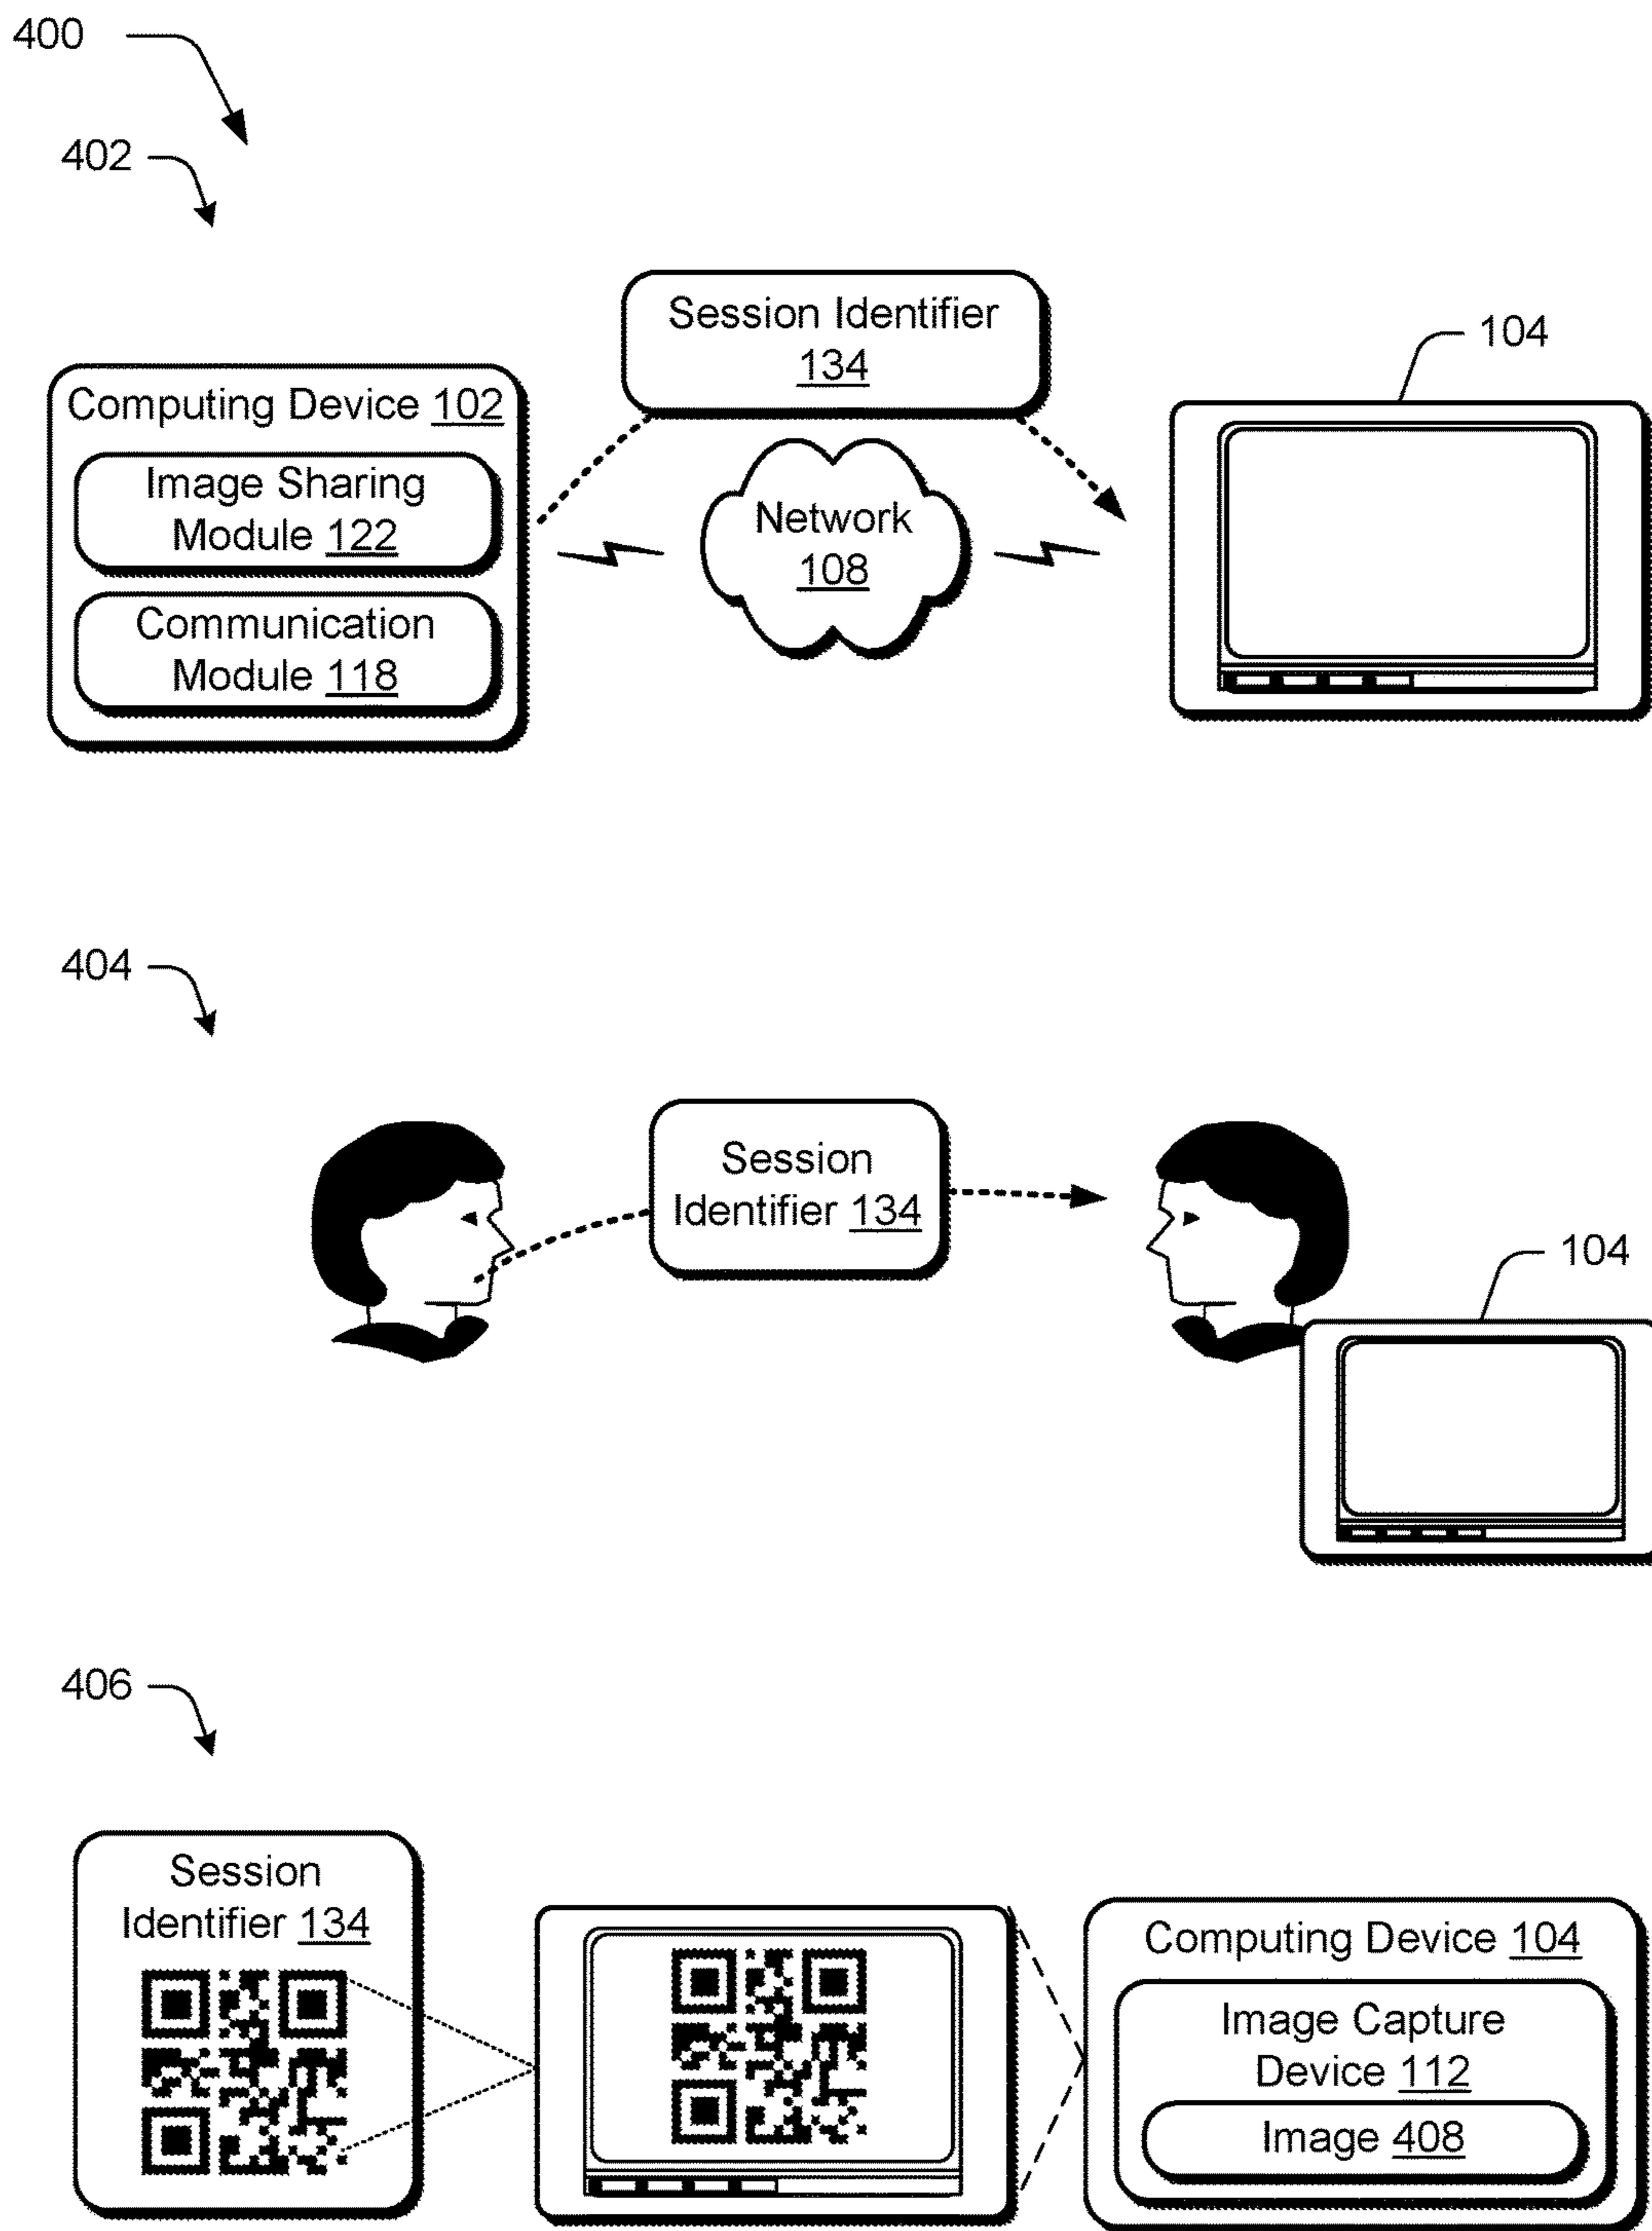 400
402
Session Identifier
134
104
Computing Device 102
Image Sharing
Module 122
Network
108
Communication
Module 118
404
Session
Identifier 134
104
406
Session
Identifier 134
Computing Device 104
Image Capture
Device 112
Image 408